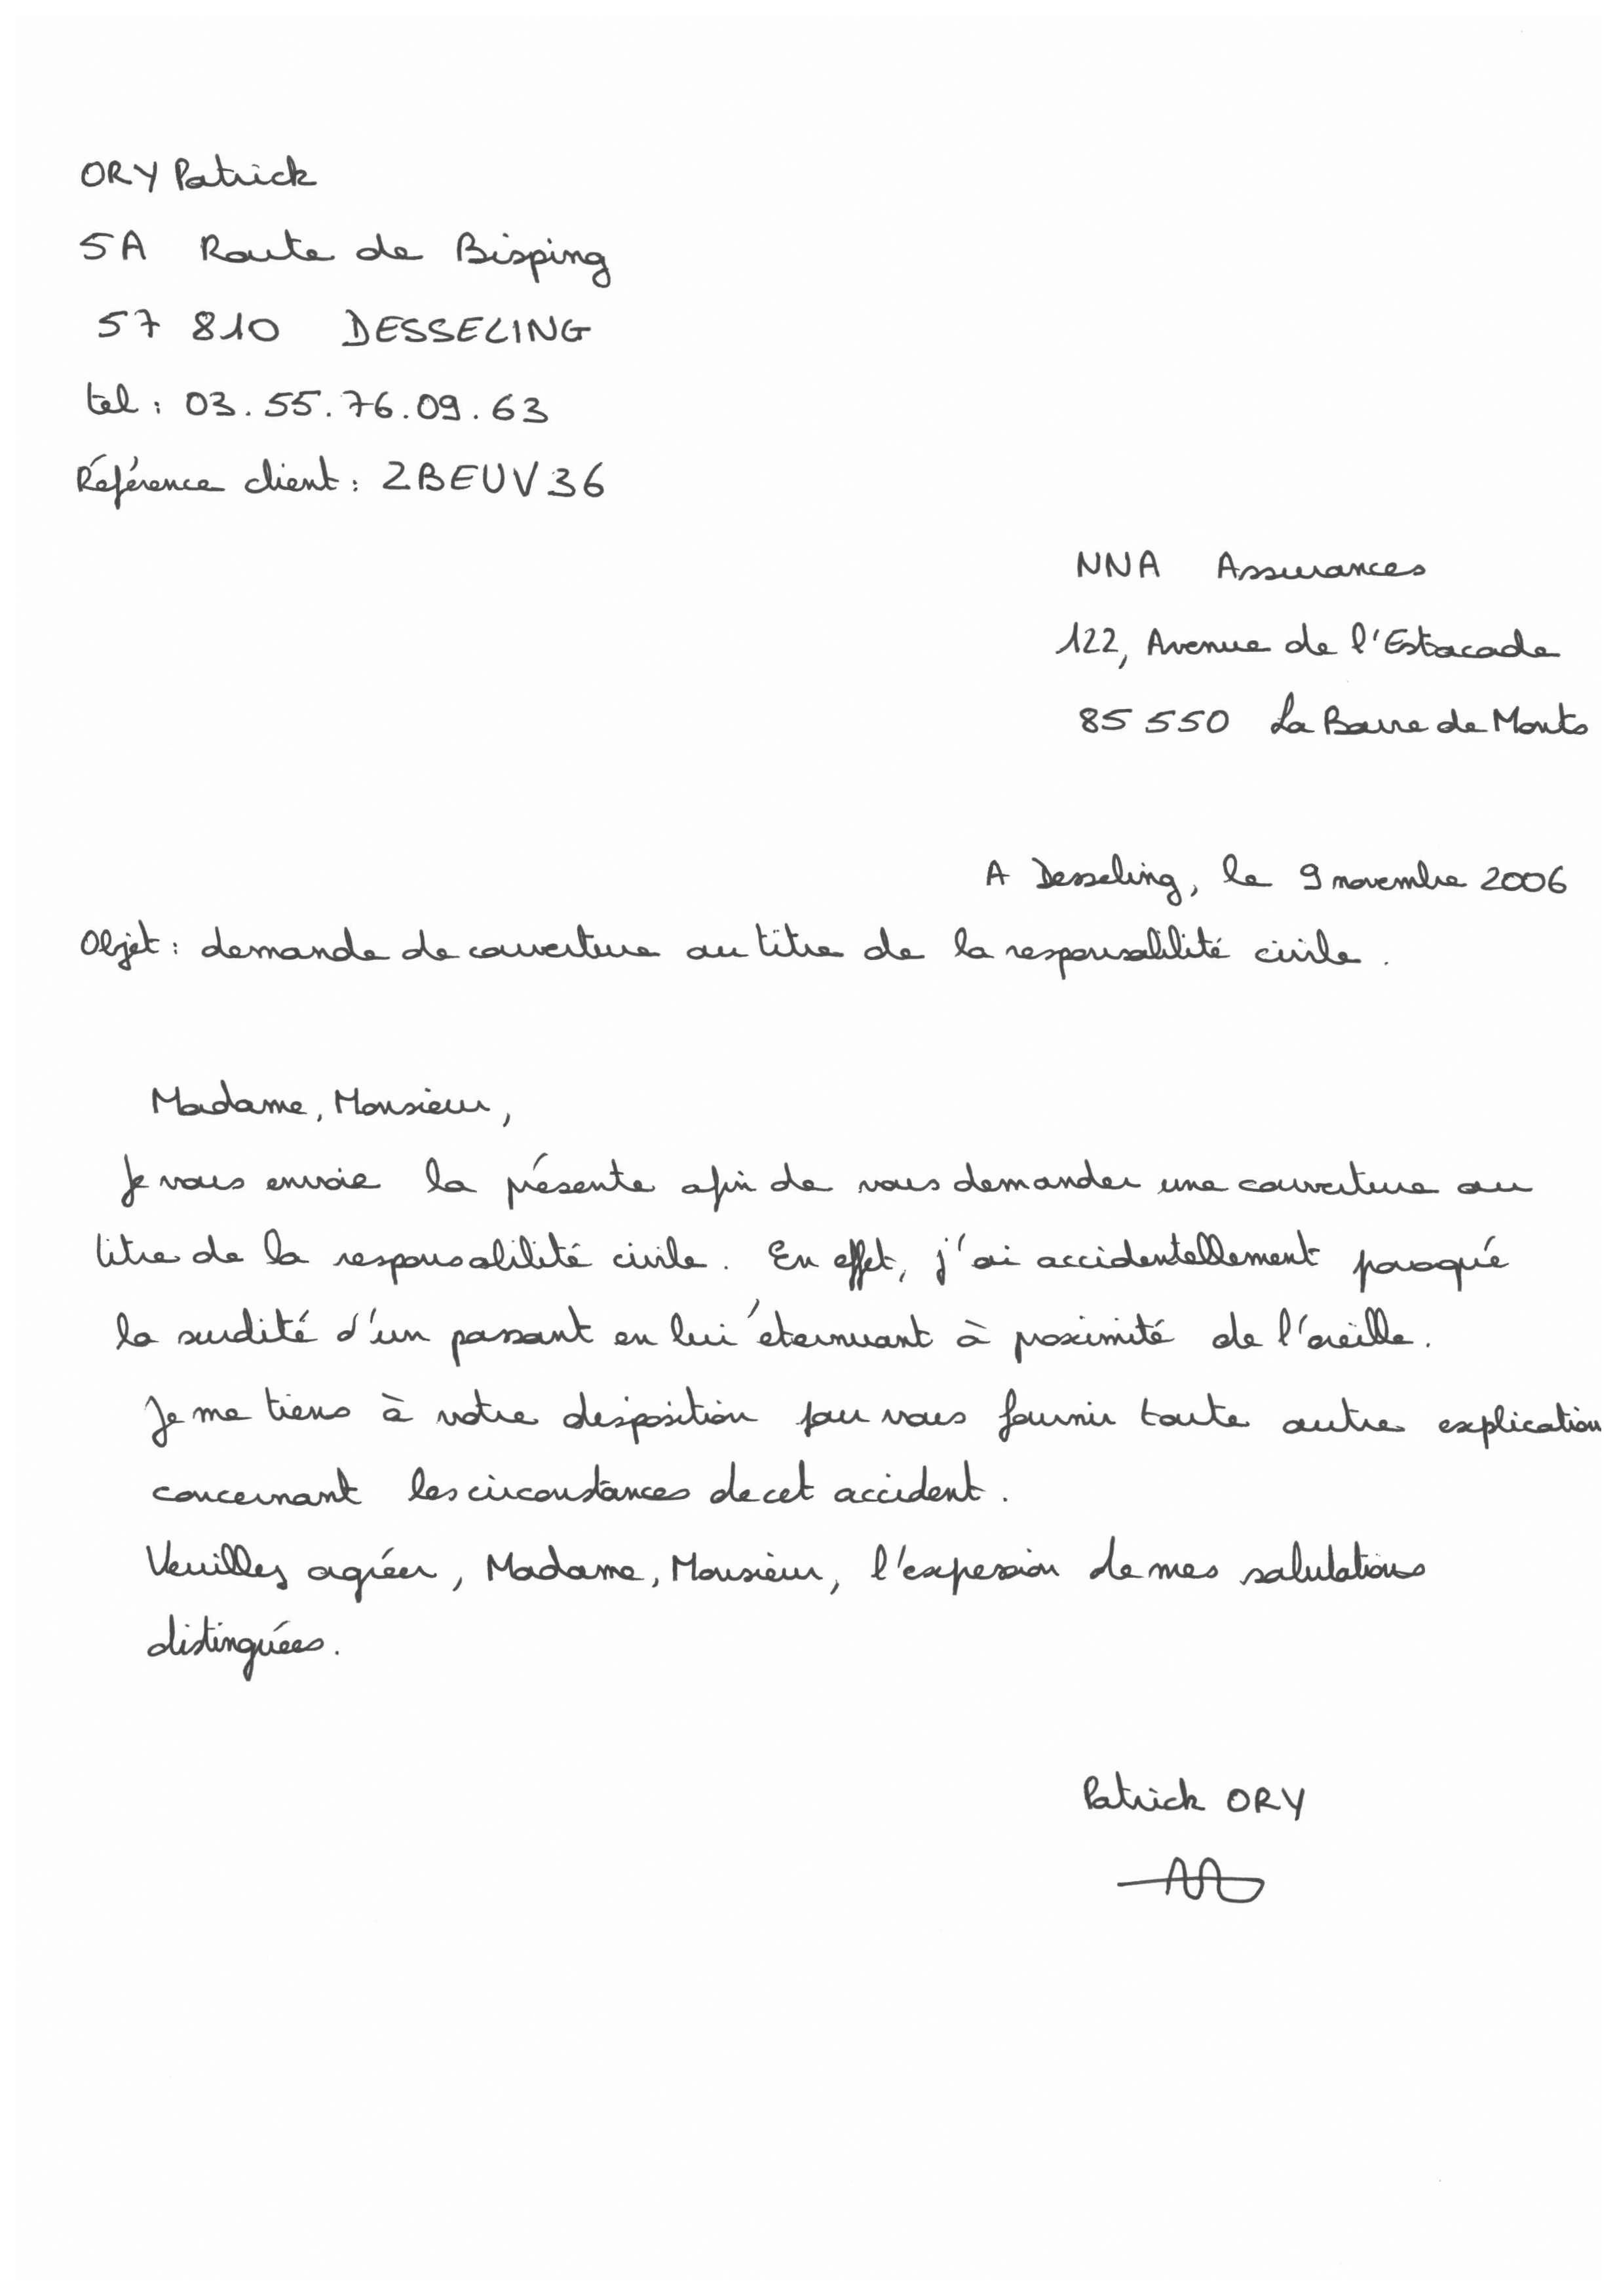 ORY Patrick
5A Route de Bisping
57 810 DESSELING
tel : 03.55.76.09.63
Référence client : 2BEUV36
NNA Assurances
122, Avenue de l'Estacade
85 550 La Barre de Monts
A Desseling, le 9 novembre 2006
Objet : demande de couverture au titre de la responsabilité civile.
Madame, Monsieur,
Je vous envoie la présente afin de vous demander une couverture au
titre de la responsabilité civile. En effet, j'ai accidentellement provoqué
la surdité d'un passant en lui éternuant à proximité de l'oreille.
Je me tiens à votre disposition pour vous fournir toute autre explication
concernant les circonstances de cet accident.
Veuillez agréer, Madame, Monsieur, l'expression de mes salutations
distinguées.
Patrick ORY